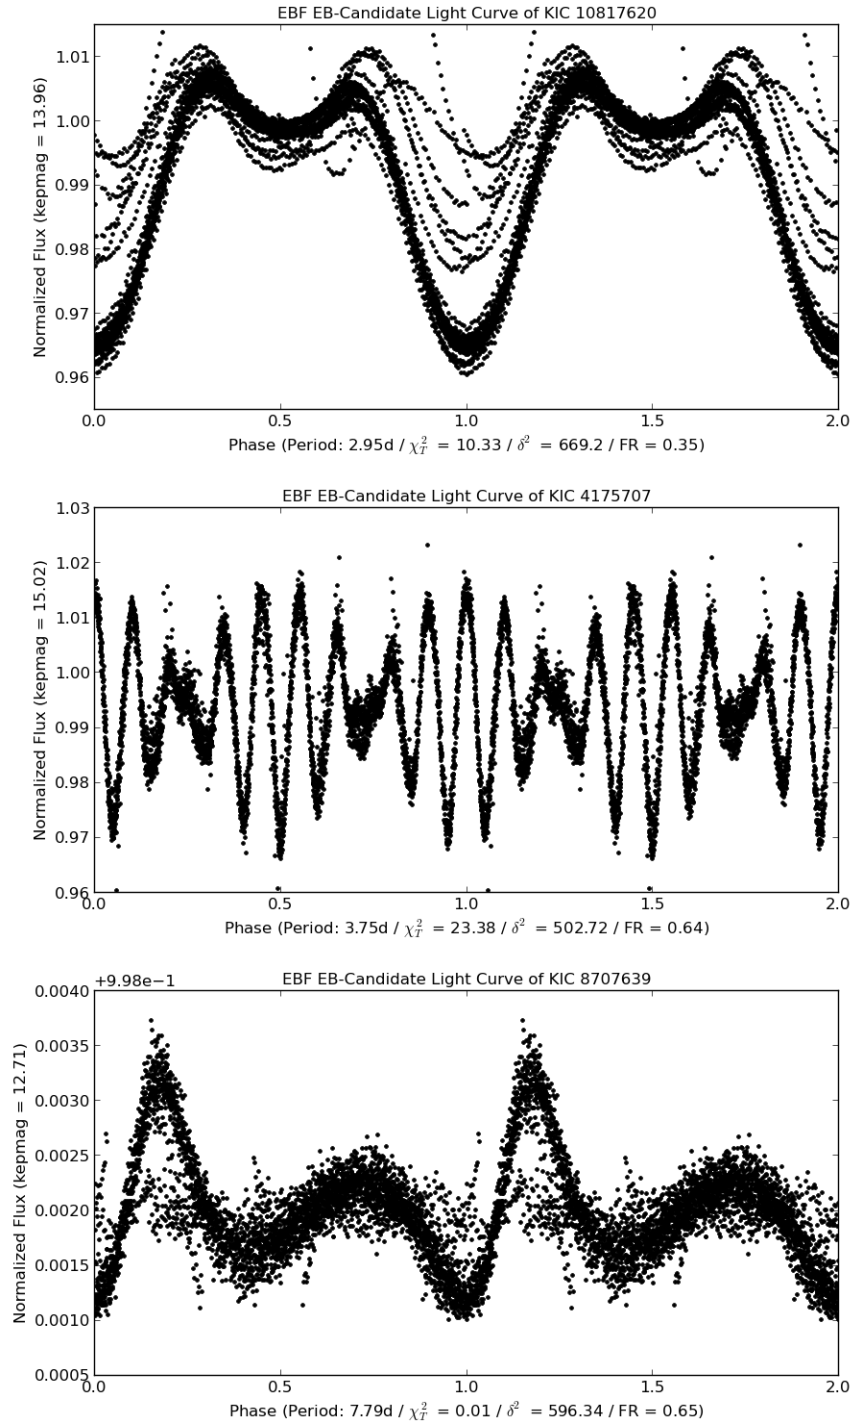 EBF EB-Candidate Light Curve of KIC 10817620
1.01
1.00
0.99
0.98
0.97
0.96
Normalized Flux (kepmag = 13.96)
0.0 0.5 1.0 1.5 2.0
Phase (Period: 2.95d / χ²_T = 10.33 / δ² = 669.2 / FR = 0.35)
EBF EB-Candidate Light Curve of KIC 4175707
1.03
1.02
1.01
1.00
0.99
0.98
0.97
0.96
Normalized Flux (kepmag = 15.02)
0.0 0.5 1.0 1.5 2.0
Phase (Period: 3.75d / χ²_T = 23.38 / δ² = 502.72 / FR = 0.64)
+9.98e−1 EBF EB-Candidate Light Curve of KIC 8707639
0.0040
0.0035
0.0030
0.0025
0.0020
0.0015
0.0010
0.0005
Normalized Flux (kepmag = 12.71)
0.0 0.5 1.0 1.5 2.0
Phase (Period: 7.79d / χ²_T = 0.01 / δ² = 596.34 / FR = 0.65)